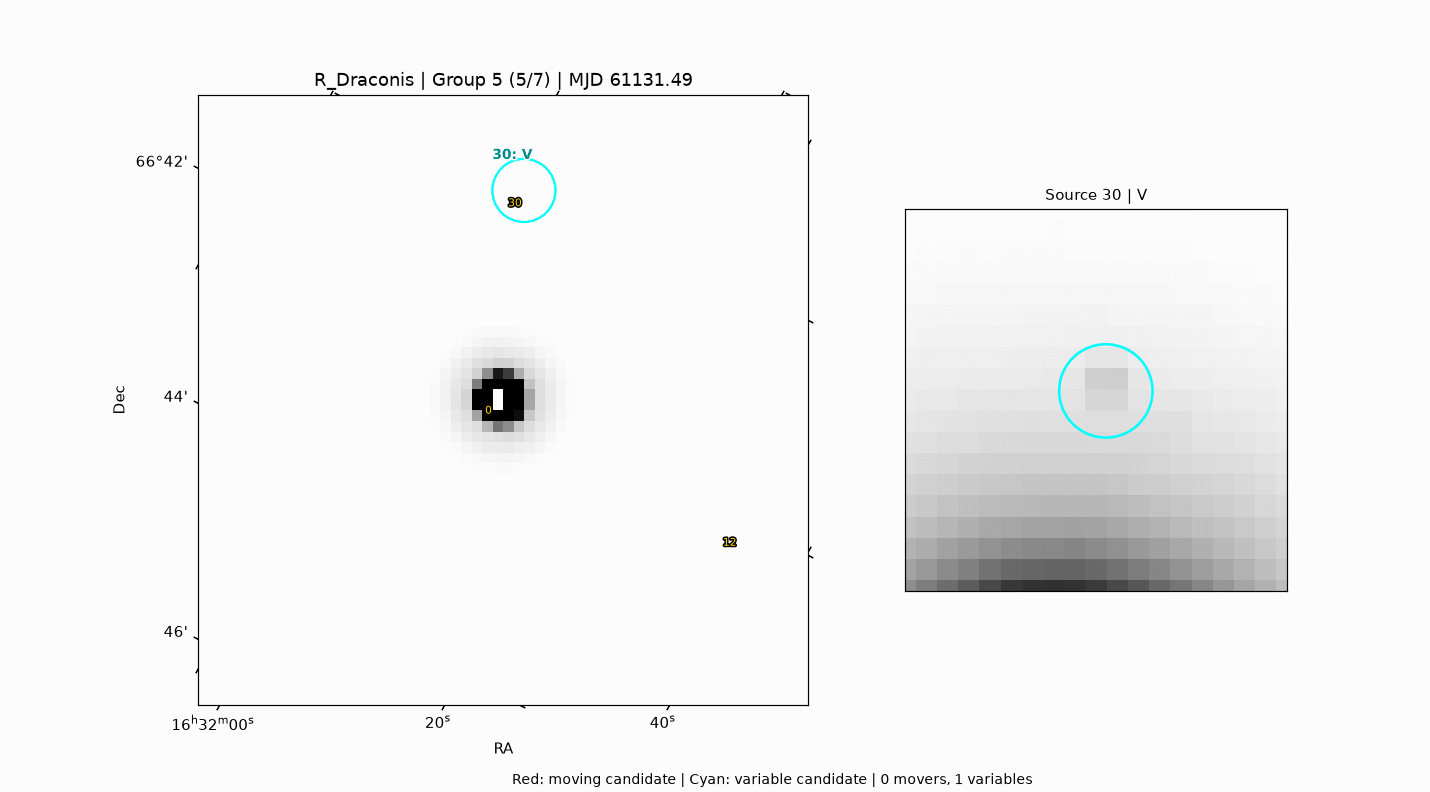 R_Draconis | Group 5 (5/7) | MJD 61131.49
30: V
30
0
12
66°42'
44'
46'
Dec
16ʰ32ᵐ00ˢ
20ˢ
40ˢ
RA
Source 30 | V
Red: moving candidate | Cyan: variable candidate | 0 movers, 1 variables